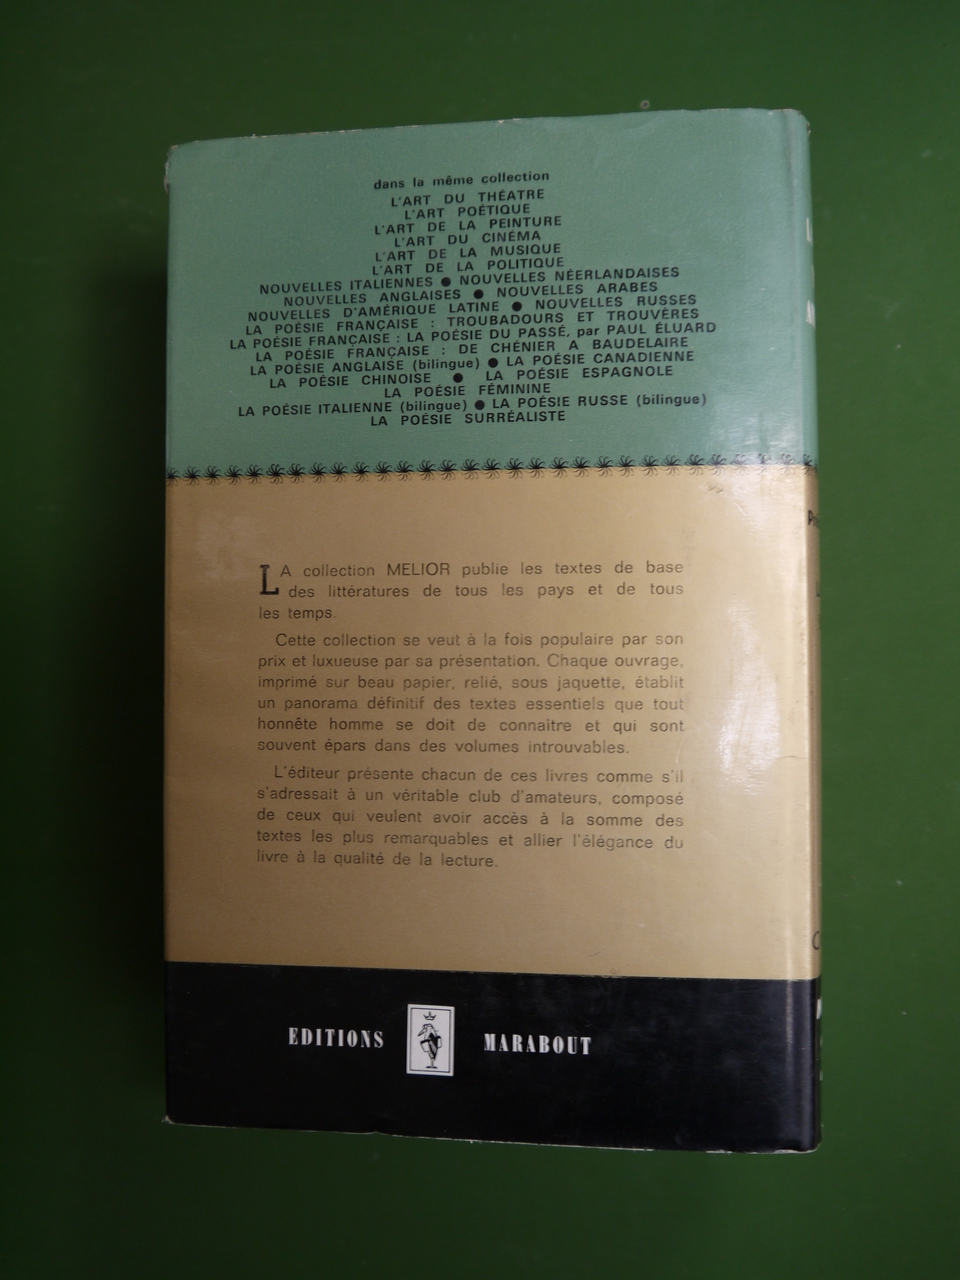 dans la même collection
L'ART DU THÉATRE
L'ART POÉTIQUE
L'ART DE LA PEINTURE
L'ART DU CINÉMA
L'ART DE LA MUSIQUE
L'ART DE LA POLITIQUE
NOUVELLES ITALIENNES ● NOUVELLES NÉERLANDAISES
NOUVELLES ANGLAISES ● NOUVELLES ARABES
NOUVELLES D'AMÉRIQUE LATINE ● NOUVELLES RUSSES
LA POÉSIE FRANÇAISE : TROUBADOURS ET TROUVÈRES
LA POÉSIE FRANÇAISE : LA POÉSIE DU PASSÉ, par PAUL ÉLUARD
LA POÉSIE FRANÇAISE : DE CHÉNIER A BAUDELAIRE
LA POÉSIE ANGLAISE (bilingue) ● LA POÉSIE CANADIENNE
LA POÉSIE CHINOISE ● LA POÉSIE ESPAGNOLE
LA POÉSIE FÉMININE
LA POÉSIE ITALIENNE (bilingue) ● LA POÉSIE RUSSE (bilingue)
LA POÉSIE SURRÉALISTE
LA collection MELIOR publie les textes de base
des littératures de tous les pays et de tous
les temps.
Cette collection se veut à la fois populaire par son
prix et luxueuse par sa présentation. Chaque ouvrage,
imprimé sur beau papier, relié, sous jaquette, établit
un panorama définitif des textes essentiels que tout
honnête homme se doit de connaître et qui sont
souvent épars dans des volumes introuvables.
L'éditeur présente chacun de ces livres comme s'il
s'adressait à un véritable club d'amateurs, composé
de ceux qui veulent avoir accès à la somme des
textes les plus remarquables et allier l'élégance du
livre à la qualité de la lecture.
EDITIONS MARABOUT